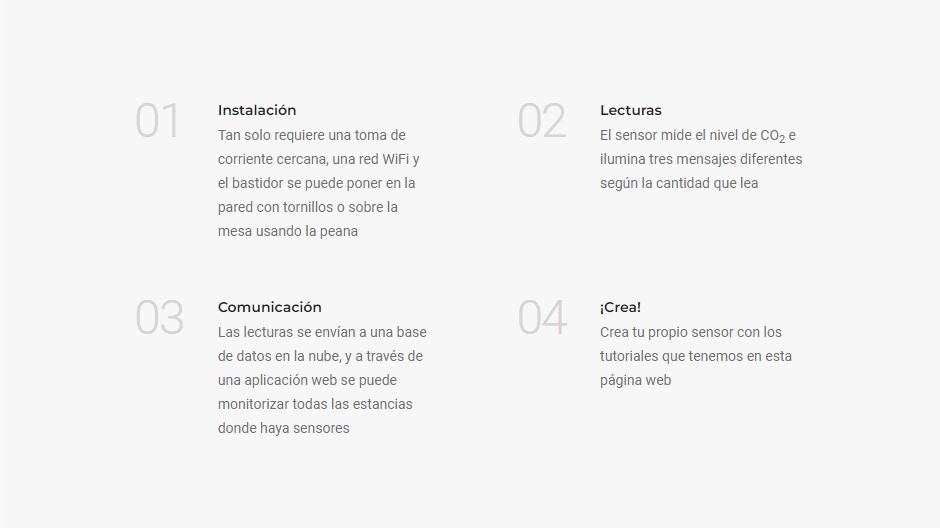 01
Instalación
Tan solo requiere una toma de
corriente cercana, una red WiFi y
el bastidor se puede poner en la
pared con tornillos o sobre la
mesa usando la peana
02
Lecturas
El sensor mide el nivel de CO₂ e
ilumina tres mensajes diferentes
según la cantidad que lea
03
Comunicación
Las lecturas se envían a una base
de datos en la nube, y a través de
una aplicación web se puede
monitorizar todas las estancias
donde haya sensores
04
¡Crea!
Crea tu propio sensor con los
tutoriales que tenemos en esta
página web